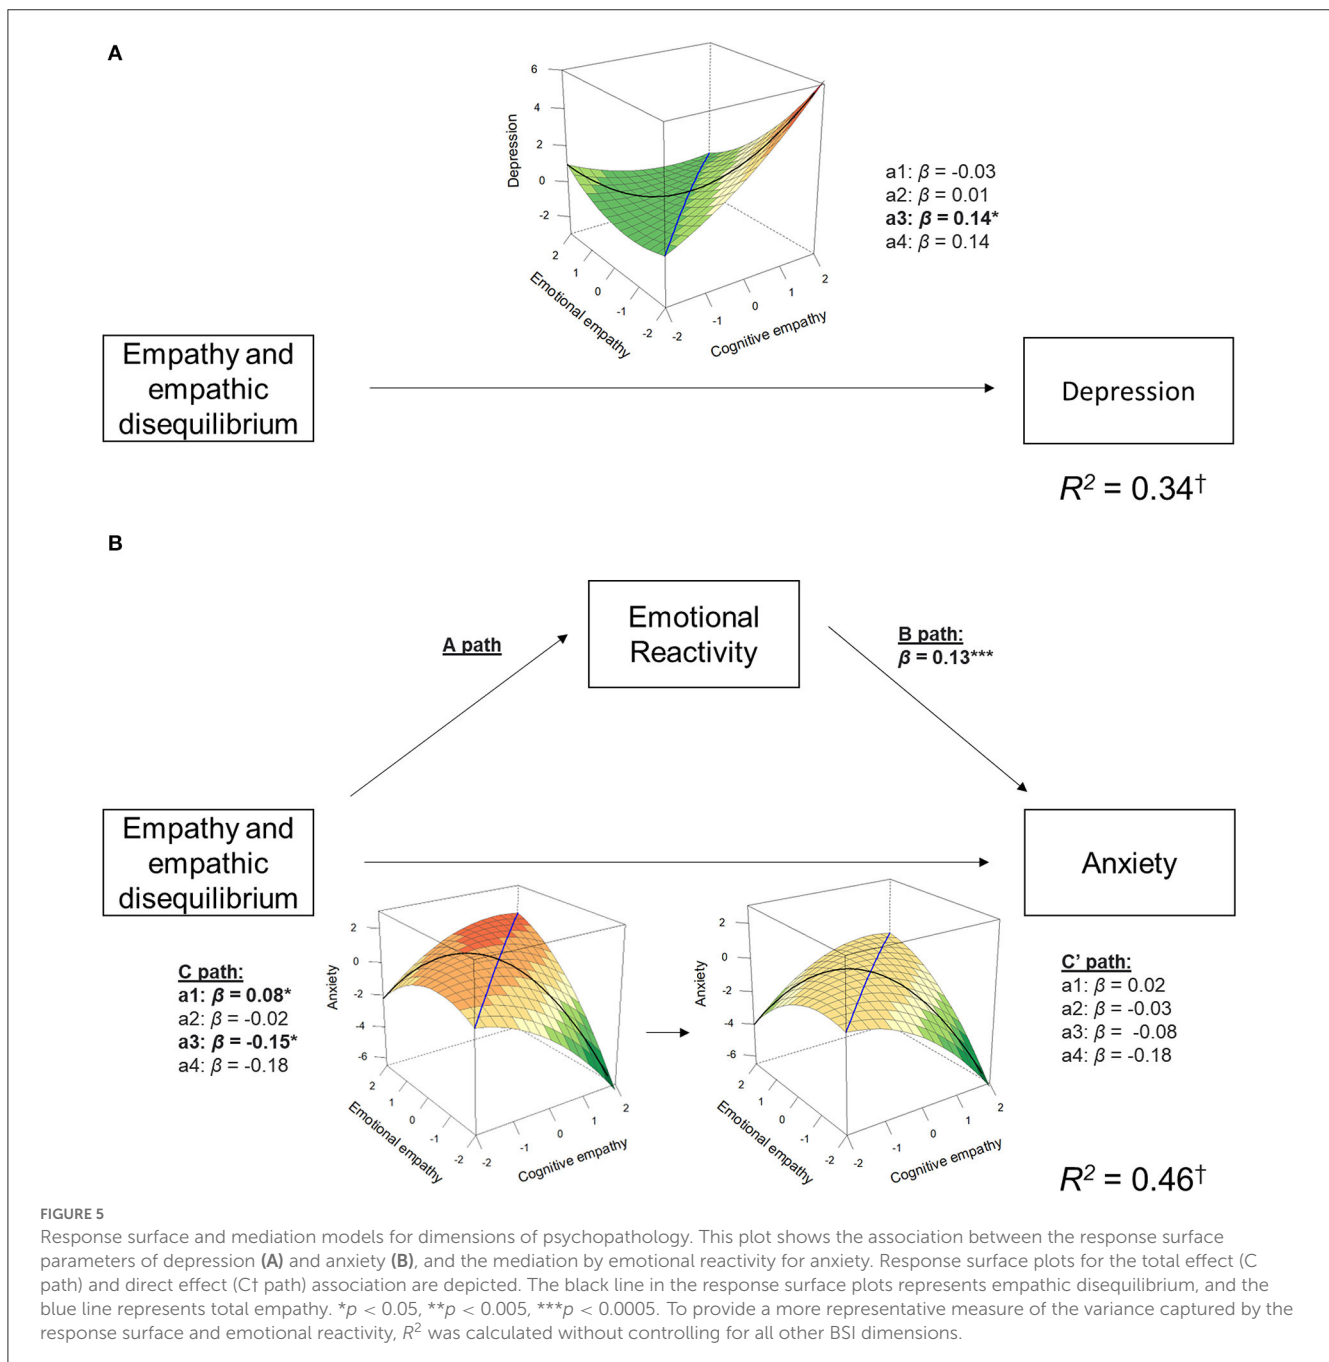 A
6
4
2
0
-2
Depression
2
1
0
-1
-2
Emotional empathy
-2
-1
0
1
2
Cognitive empathy
a1: β = -0.03
a2: β = 0.01
a3: β = 0.14*
a4: β = 0.14
Empathy and
empathic
disequilibrium
Depression
R² = 0.34†
B
Emotional
Reactivity
A path
B path:
β = 0.13***
Empathy and
empathic
disequilibrium
Anxiety
C path:
a1: β = 0.08*
a2: β = -0.02
a3: β = -0.15*
a4: β = -0.18
2
0
-2
-4
-6
Anxiety
2
1
0
-1
-2
Emotional empathy
-2
-1
0
1
2
Cognitive empathy
2
0
-2
-4
-6
Anxiety
2
1
0
-1
-2
Emotional empathy
-2
-1
0
1
2
Cognitive empathy
C' path:
a1: β = 0.02
a2: β = -0.03
a3: β = -0.08
a4: β = -0.18
R² = 0.46†
FIGURE 5
Response surface and mediation models for dimensions of psychopathology. This plot shows the association between the response surface
parameters of depression (A) and anxiety (B), and the mediation by emotional reactivity for anxiety. Response surface plots for the total effect (C
path) and direct effect (C† path) association are depicted. The black line in the response surface plots represents empathic disequilibrium, and the
blue line represents total empathy. *p < 0.05, **p < 0.005, ***p < 0.0005. To provide a more representative measure of the variance captured by the
response surface and emotional reactivity, R² was calculated without controlling for all other BSI dimensions.